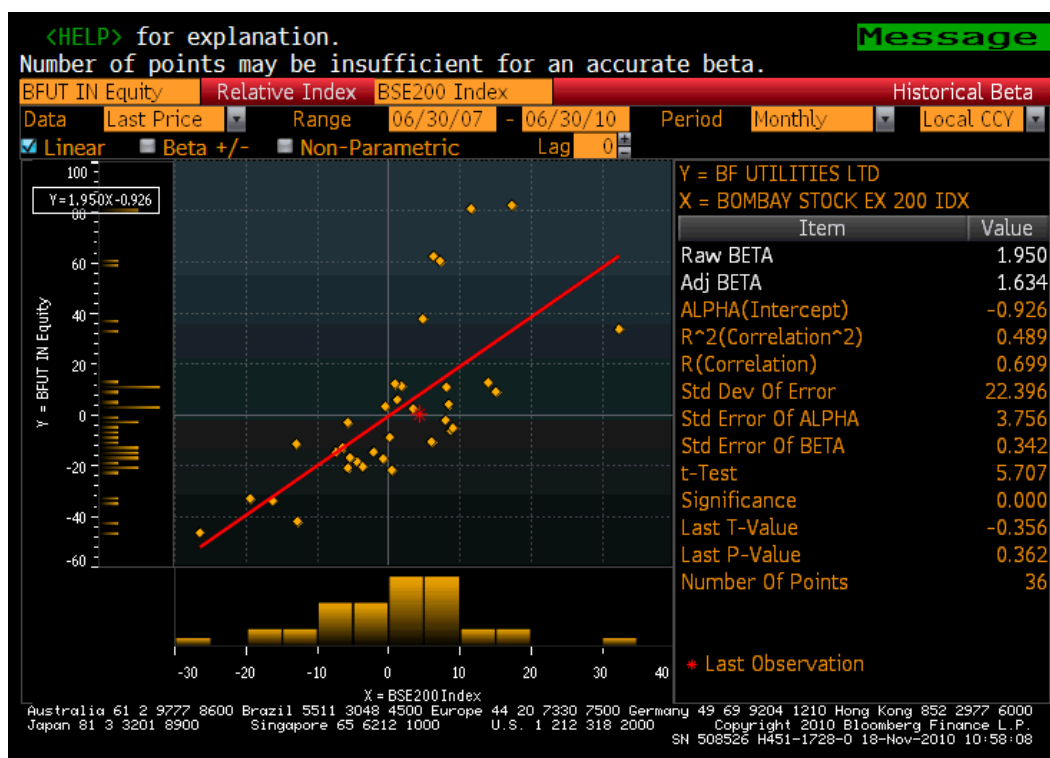 <HELP> for explanation.
Message
Number of points may be insufficient for an accurate beta.
BFUT IN Equity Relative Index BSE200 Index Historical Beta
Data Last Price Range 06/30/07 - 06/30/10 Period Monthly Local CCY
Linear Beta +/- Non-Parametric Lag 0
Y = BF UTILITIES LTD
X = BOMBAY STOCK EX 200 IDX
Item Value
Raw BETA 1.950
Adj BETA 1.634
ALPHA(Intercept) -0.926
R^2(Correlation^2) 0.489
R(Correlation) 0.699
Std Dev Of Error 22.396
Std Error Of ALPHA 3.756
Std Error Of BETA 0.342
t-Test 5.707
Significance 0.000
Last T-Value -0.356
Last P-Value 0.362
Number Of Points 36
* Last Observation
Y=1.950X-0.926
100
80
60
40
20
0
-20
-40
-60
Y = BFUT IN Equity
-30 -20 -10 0 10 20 30 40
X = BSE200 Index
Australia 61 2 9777 8600 Brazil 5511 3048 4500 Europe 44 20 7330 7500 Germany 49 69 9204 1210 Hong Kong 852 2977 6000
Japan 81 3 3201 8900 Singapore 65 6212 1000 U.S. 1 212 318 2000 Copyright 2010 Bloomberg Finance L.P.
SN 508526 H451-1728-0 18-Nov-2010 10:58:08